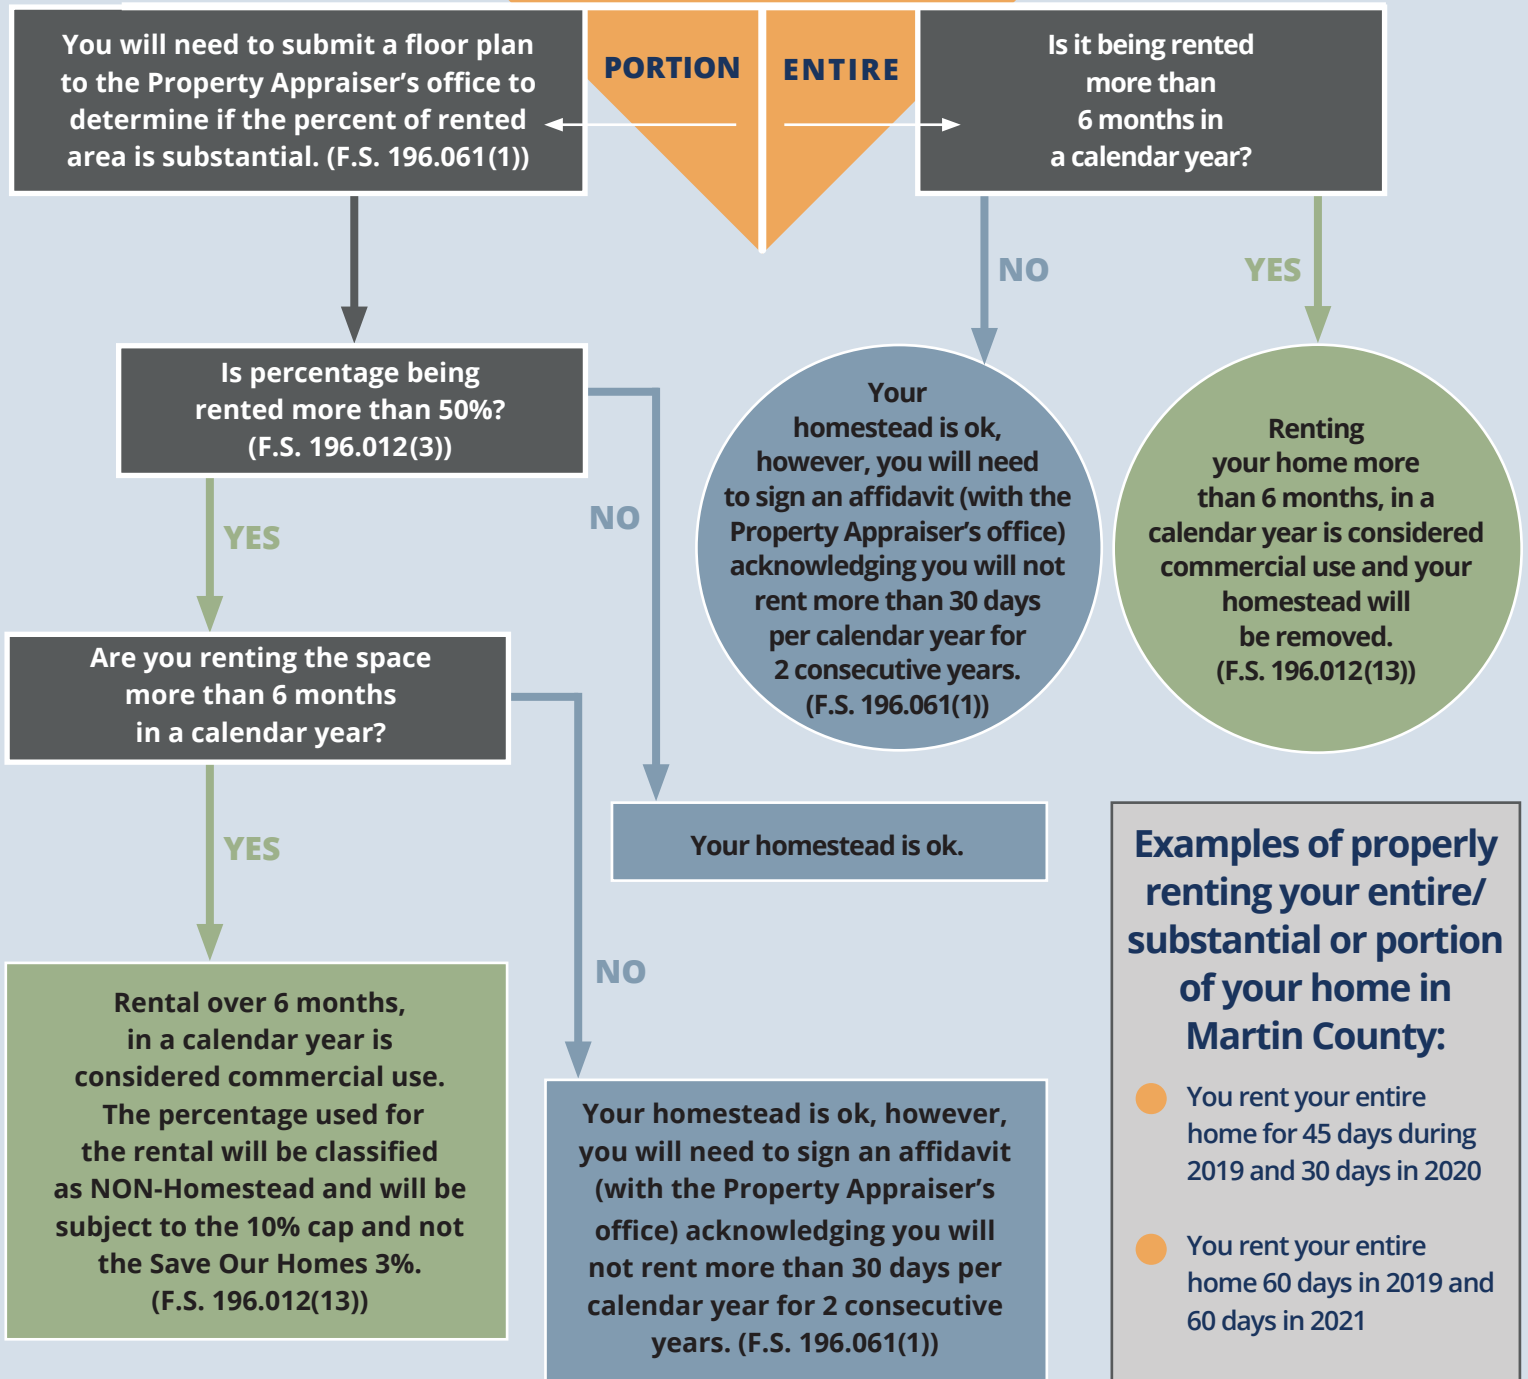 You will need to submit a floor plan
to the Property Appraiser's office to
determine if the percent of rented
area is substantial. (F.S. 196.061(1))
PORTION
ENTIRE
Is it being rented
more than
6 months in
a calendar year?
NO
YES
Is percentage being
rented more than 50%?
(F.S. 196.012(3))
Your
homestead is ok,
however, you will need
to sign an affidavit (with the
Property Appraiser's office)
acknowledging you will not
rent more than 30 days
per calendar year for
2 consecutive years.
(F.S. 196.061(1))
Renting
your home more
than 6 months, in a
calendar year is considered
commercial use and your
homestead will
be removed.
(F.S. 196.012(13))
YES
NO
Are you renting the space
more than 6 months
in a calendar year?
Your homestead is ok.
YES
NO
Rental over 6 months,
in a calendar year is
considered commercial use.
The percentage used for
the rental will be classified
as NON-Homestead and will be
subject to the 10% cap and not
the Save Our Homes 3%.
(F.S. 196.012(13))
Your homestead is ok, however,
you will need to sign an affidavit
(with the Property Appraiser's
office) acknowledging you will
not rent more than 30 days per
calendar year for 2 consecutive
years. (F.S. 196.061(1))
Examples of properly
renting your entire/
substantial or portion
of your home in
Martin County:
You rent your entire
home for 45 days during
2019 and 30 days in 2020
You rent your entire
home 60 days in 2019 and
60 days in 2021